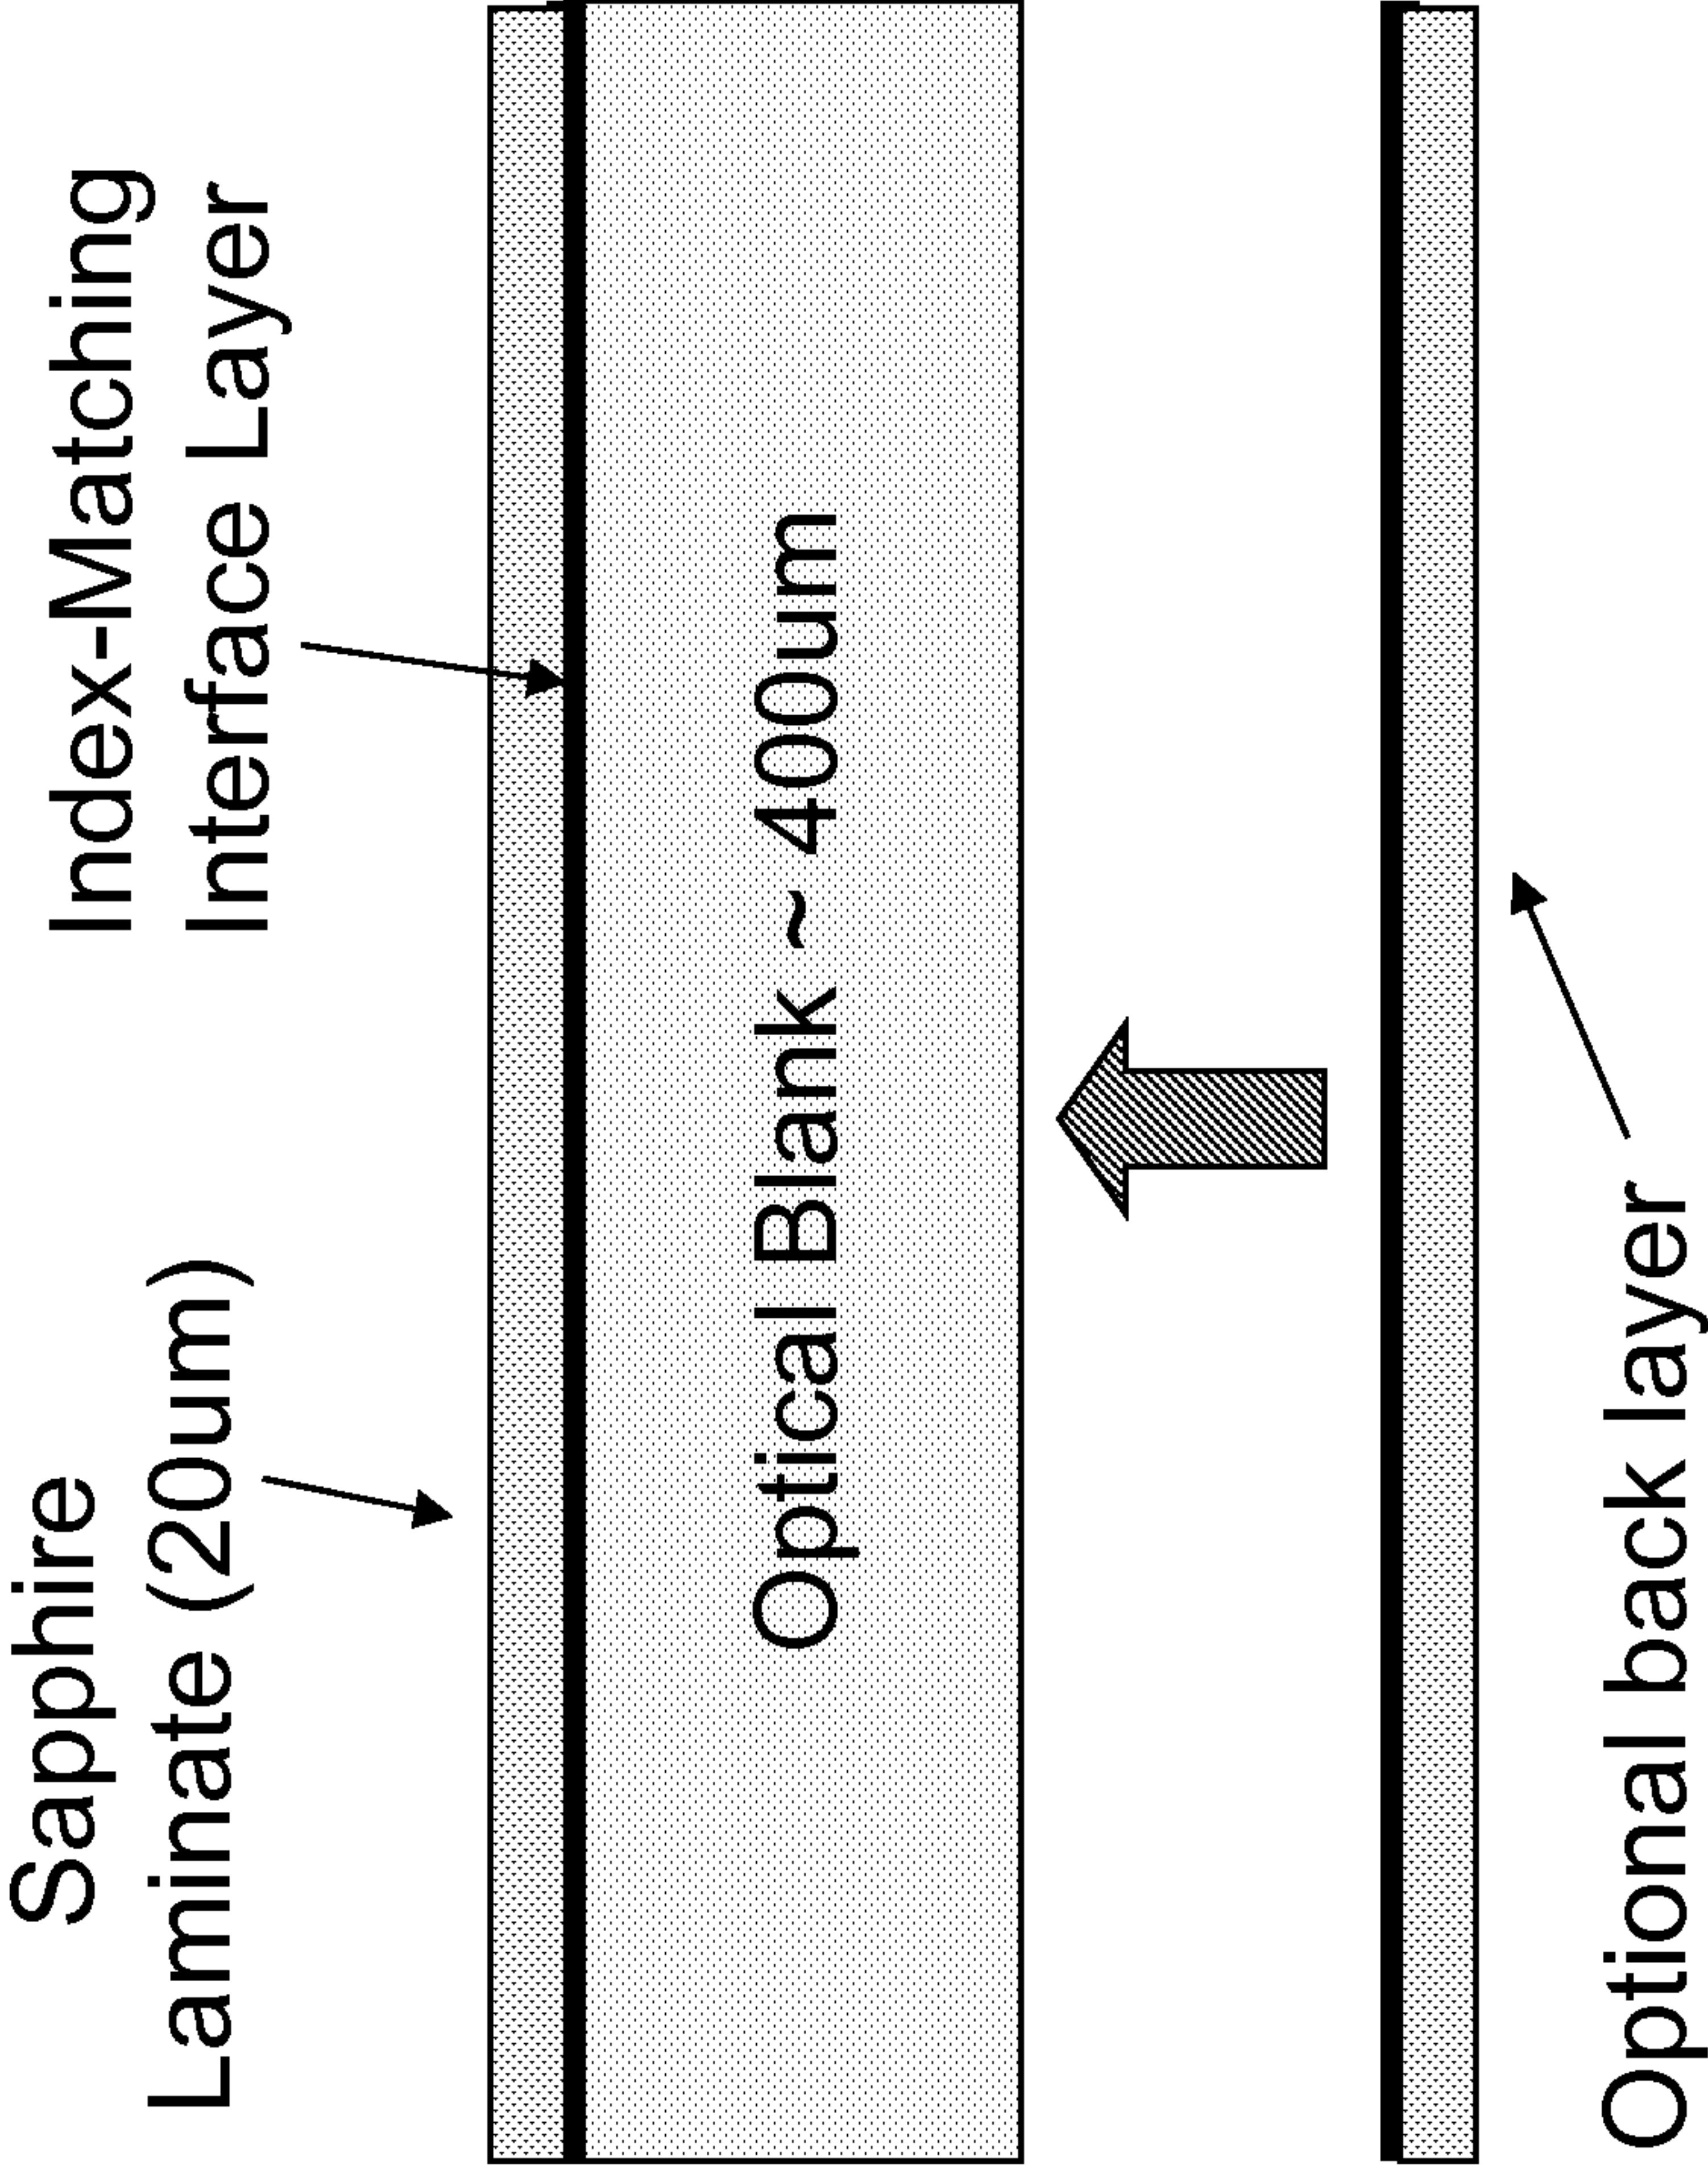 Sapphire
Laminate (20um)
Index-Matching
Interface Layer
Optical Blank ~ 400um
Optional back layer